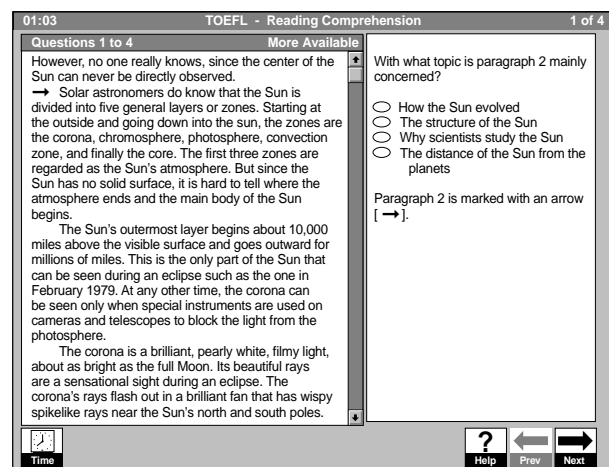 01:03 TOEFL - Reading Comprehension 1 of 4
Questions 1 to 4 More Available
However, no one really knows, since the center of the
Sun can never be directly observed.
→ Solar astronomers do know that the Sun is
divided into five general layers or zones. Starting at
the outside and going down into the sun, the zones are
the corona, chromosphere, photosphere, convection
zone, and finally the core. The first three zones are
regarded as the Sun's atmosphere. But since the
Sun has no solid surface, it is hard to tell where the
atmosphere ends and the main body of the Sun
begins.
The Sun's outermost layer begins about 10,000
miles above the visible surface and goes outward for
millions of miles. This is the only part of the Sun that
can be seen during an eclipse such as the one in
February 1979. At any other time, the corona can
be seen only when special instruments are used on
cameras and telescopes to block the light from the
photosphere.
The corona is a brilliant, pearly white, filmy light,
about as bright as the full Moon. Its beautiful rays
are a sensational sight during an eclipse. The
corona's rays flash out in a brilliant fan that has wispy
spikelike rays near the Sun's north and south poles.
With what topic is paragraph 2 mainly
concerned?
How the Sun evolved
The structure of the Sun
Why scientists study the Sun
The distance of the Sun from the
planets
Paragraph 2 is marked with an arrow
[ → ].
Time
?
Help Prev Next